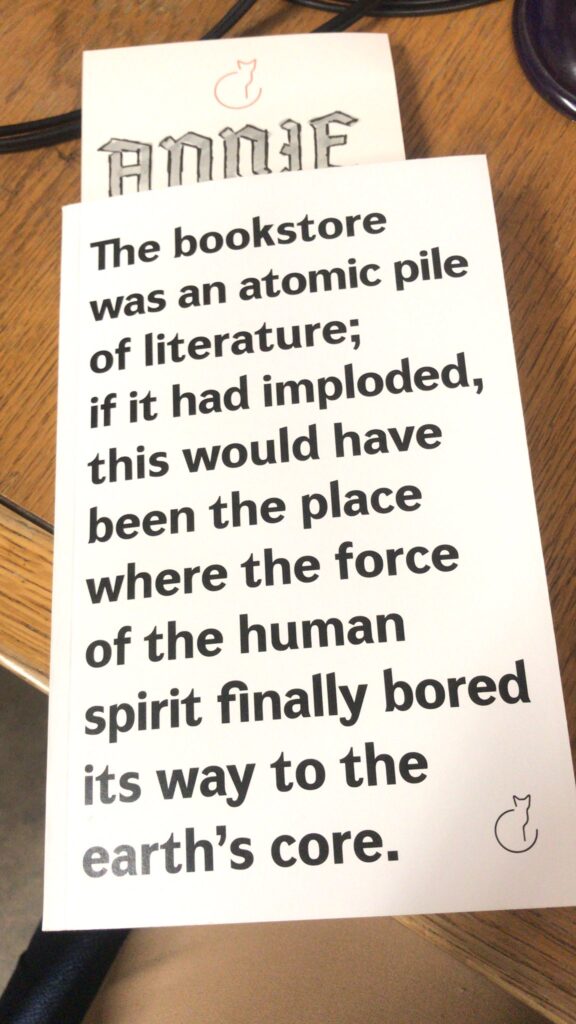 ANNIE
The bookstore
was an atomic pile
of literature;
if it had imploded,
this would have
been the place
where the force
of the human
spirit finally bored
its way to the
earth's core.